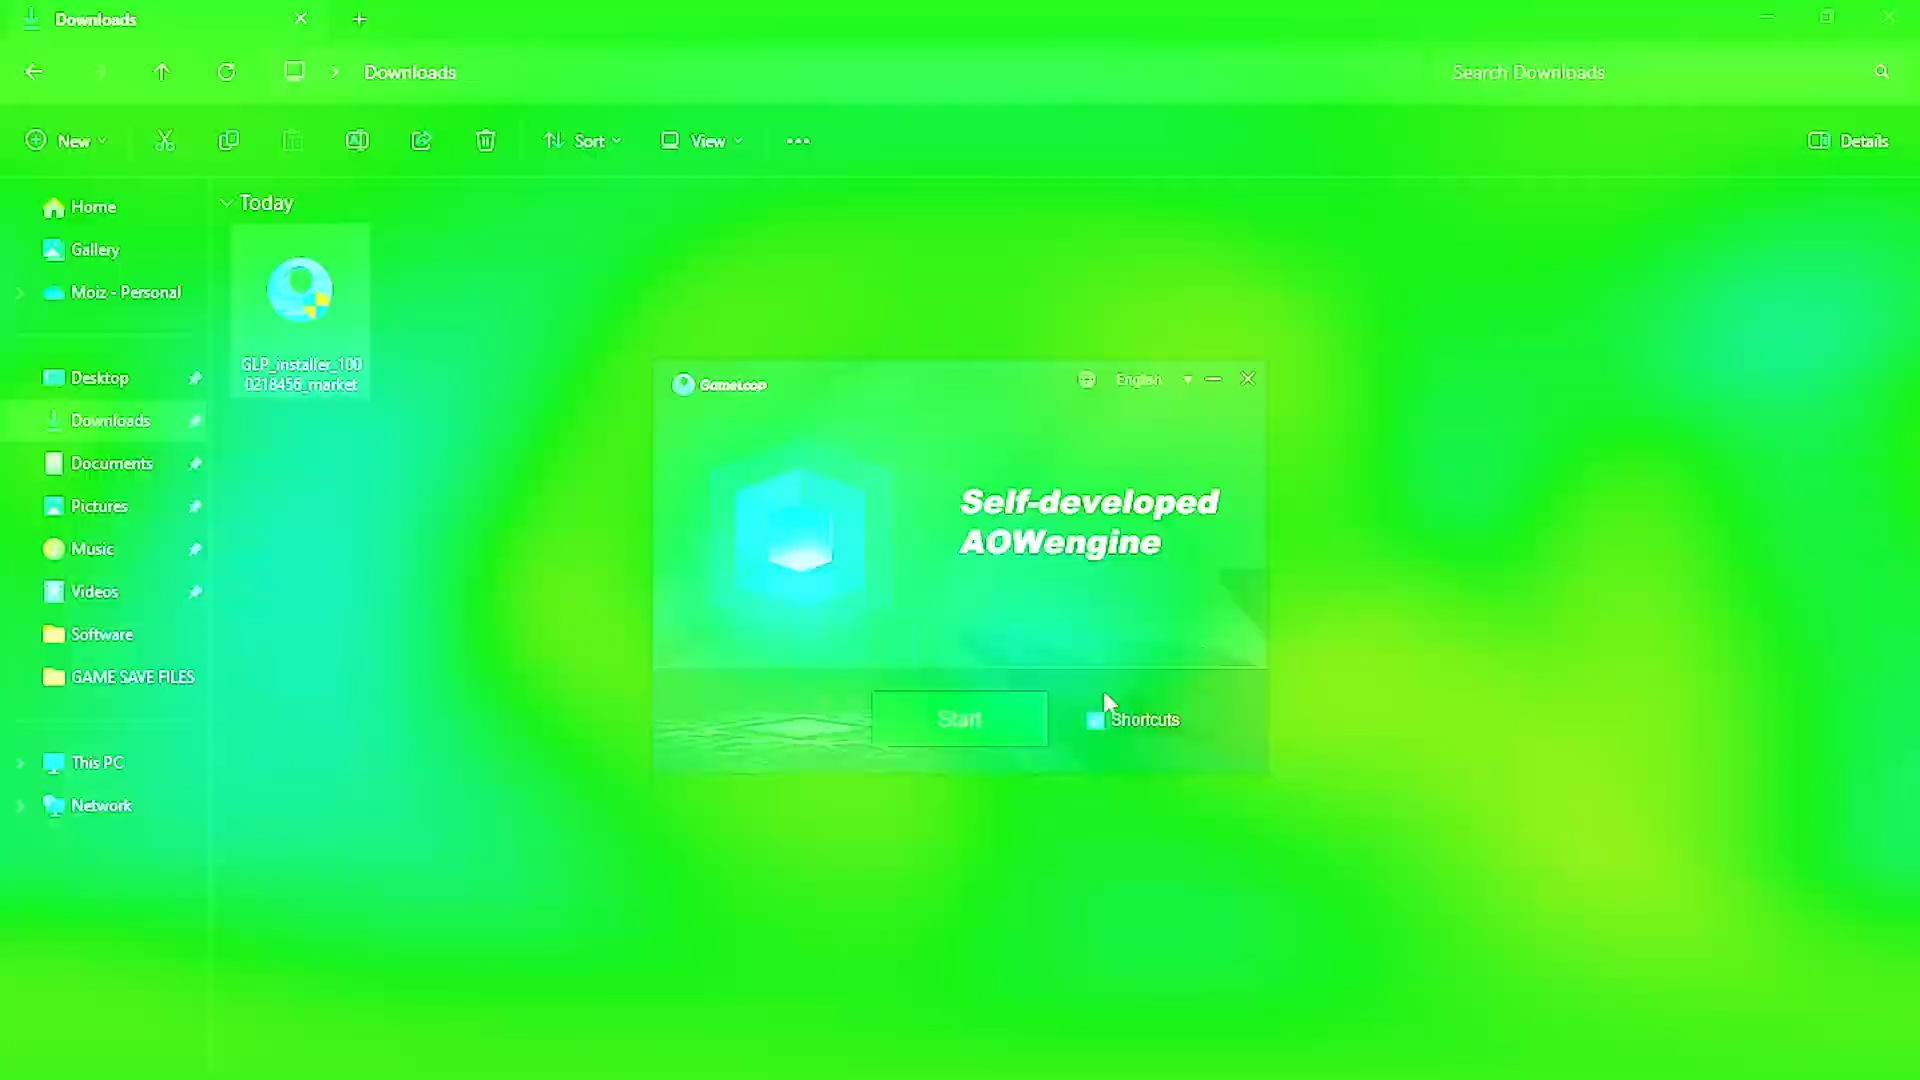 Downloads
Downloads
Search Downloads
New
Sort
View
Details
Home
Gallery
Moiz - Personal
Desktop
Downloads
Documents
Pictures
Music
Videos
Software
GAME SAVE FILES
This PC
Network
Today
GLP_installer_100
0218456_market
GameLoop
English
Self-developed
AOWengine
Start
Shortcuts